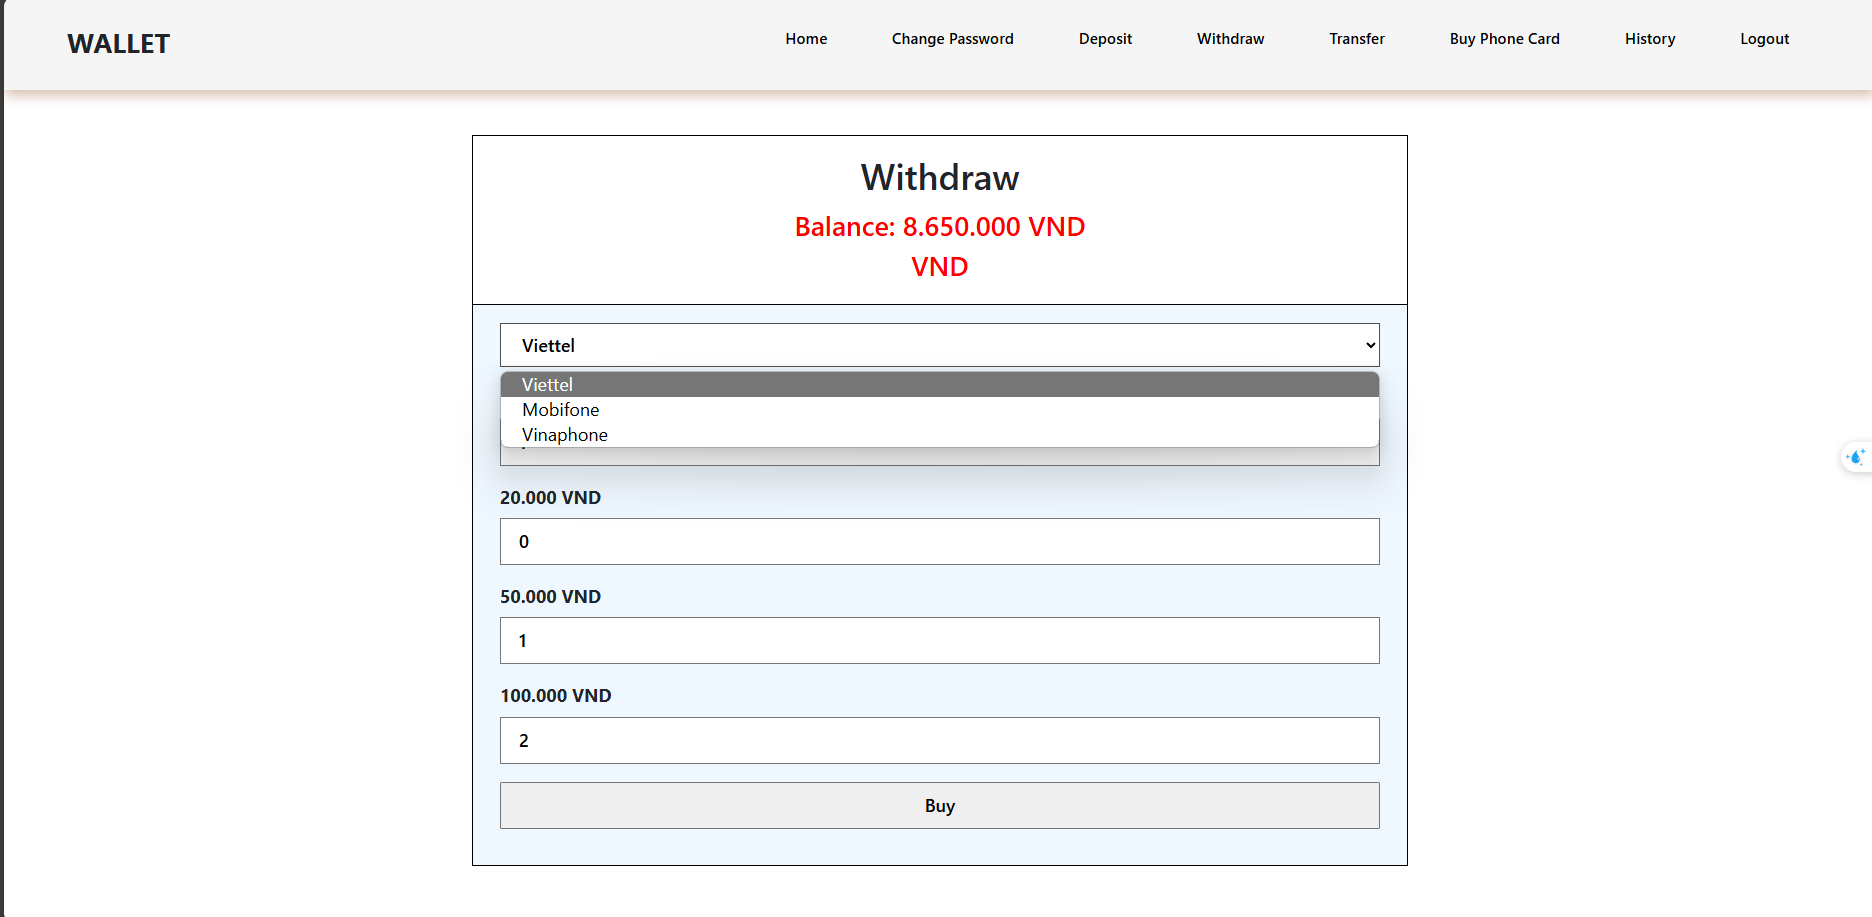 WALLET
Home Change Password Deposit Withdraw Transfer Buy Phone Card History Logout
Withdraw
Balance: 8.650.000 VND
VND
Viettel
Viettel
Mobifone
Vinaphone
20.000 VND
0
50.000 VND
1
100.000 VND
2
Buy